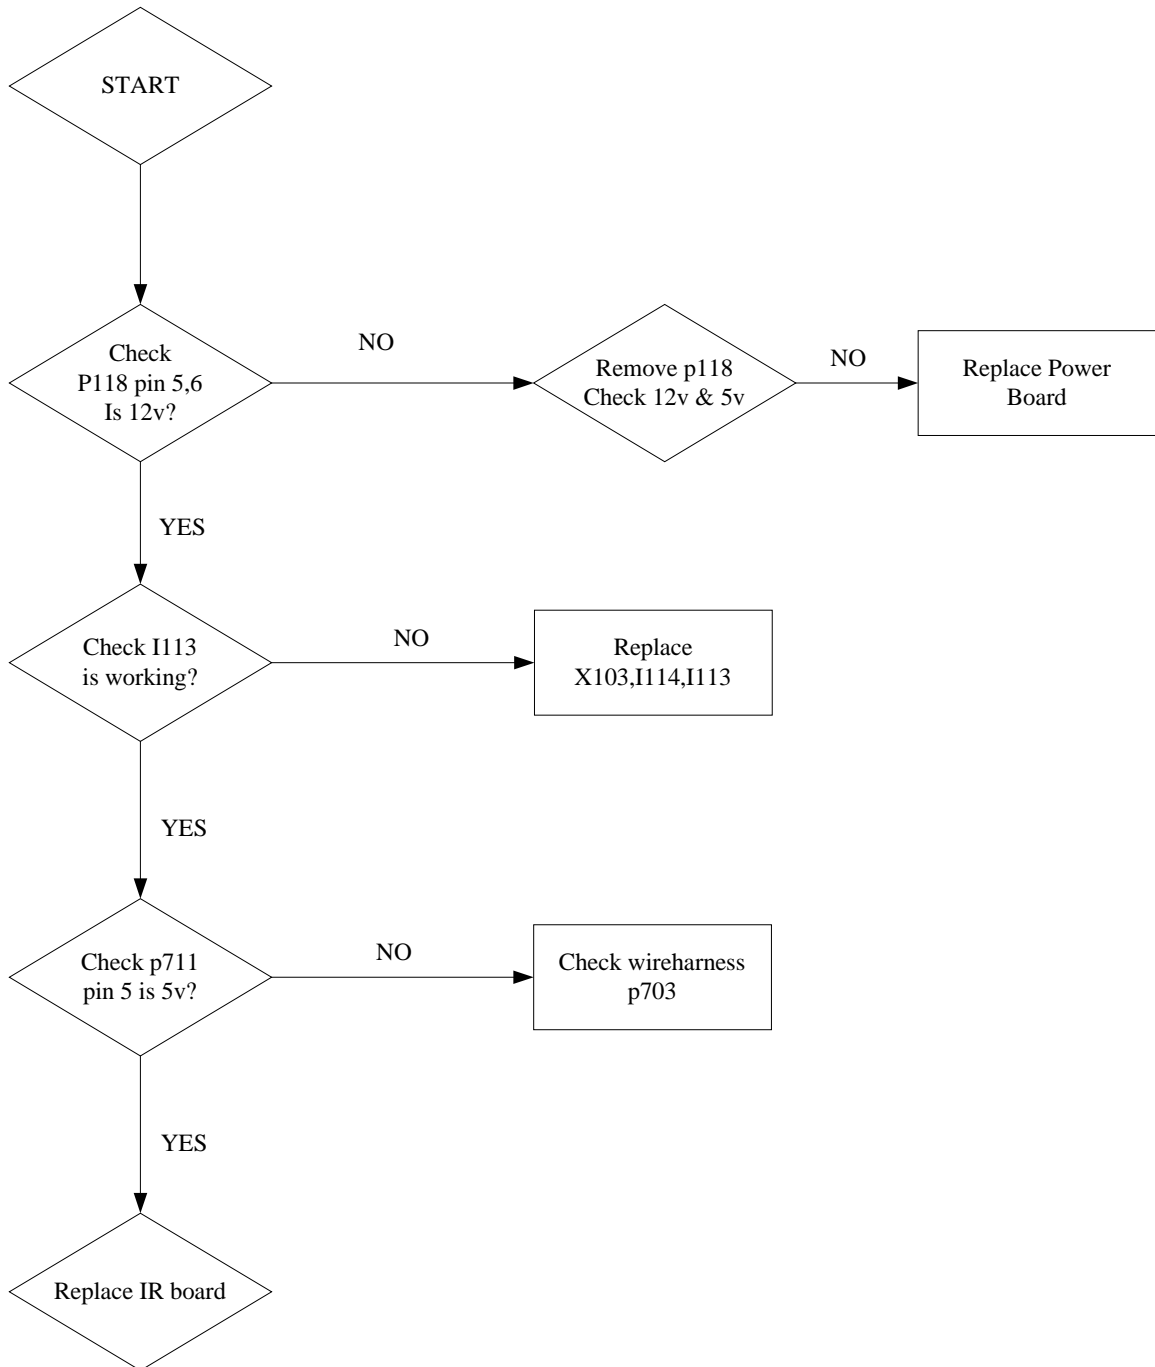 START
Check
P118 pin 5,6
Is 12v?
NO
Remove p118
Check 12v & 5v
NO
Replace Power
Board
YES
Check I113
is working?
NO
Replace
X103,I114,I113
YES
Check p711
pin 5 is 5v?
NO
Check wireharness
p703
YES
Replace IR board